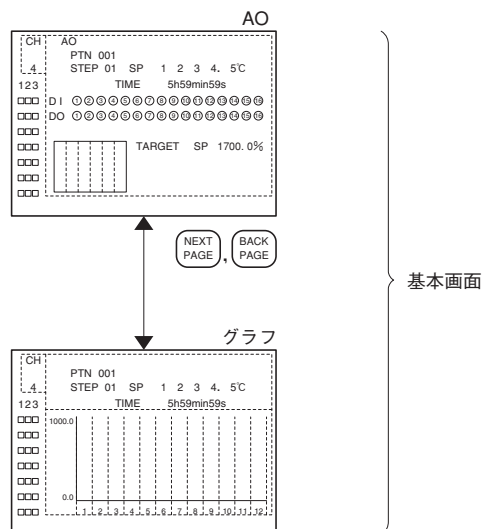 AO
CH AO
PTN 001
4 STEP 01 SP 1 2 3 4. 5℃
123 TIME 5h59min59s
□□□ D I ①②③④⑤⑥⑦⑧⑨⑩⑪⑫⑬⑭⑮⑯
□□□ DO ①②③④⑤⑥⑦⑧⑨⑩⑪⑫⑬⑭⑮⑯
□□□
□□□ TARGET SP 1700. 0%
□□□
□□□
□□□
NEXT PAGE , BACK PAGE
基本画面
グラフ
CH
PTN 001
4 STEP 01 SP 1 2 3 4. 5℃
123 TIME 5h59min59s
□□□ 1000.0
□□□
□□□
□□□
□□□
□□□ 0.0
□□□ 1 2 3 4 5 6 7 8 9 10 11 12